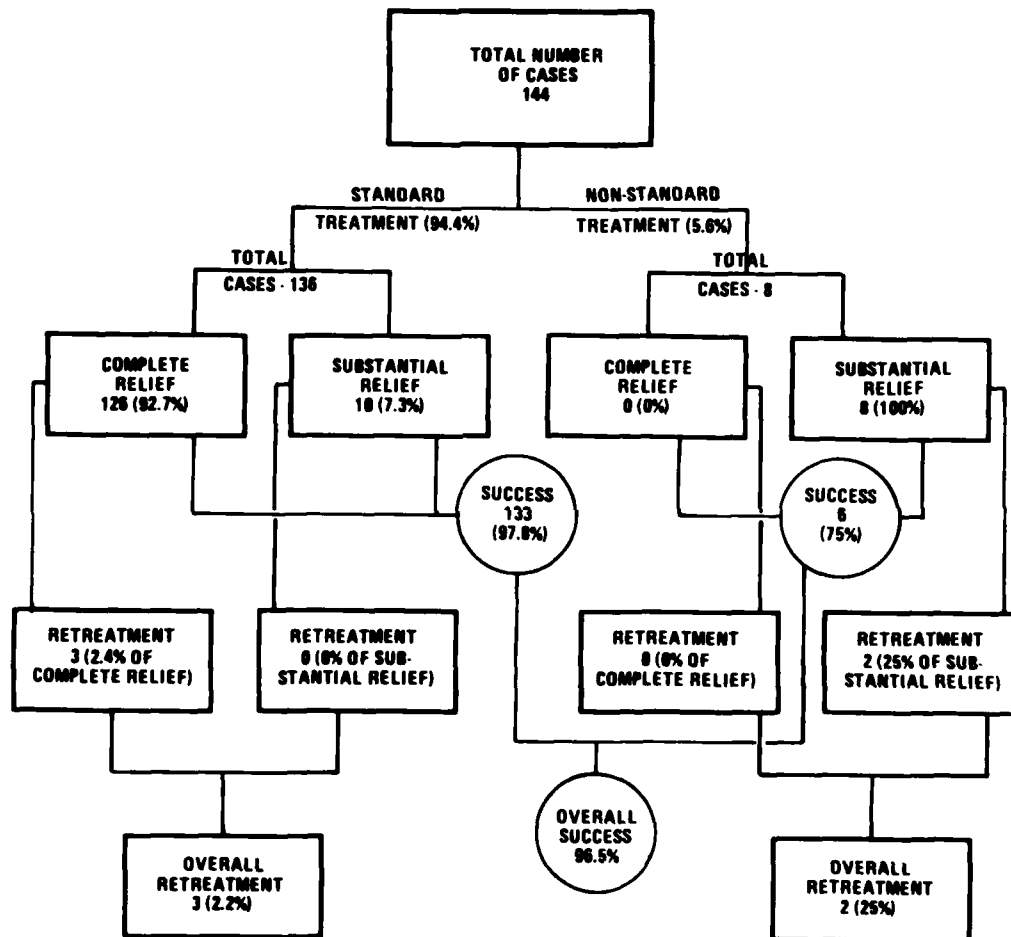 TOTAL NUMBER
OF CASES
144
STANDARD
TREATMENT (94.4%)
NON-STANDARD
TREATMENT (5.6%)
TOTAL
CASES - 136
TOTAL
CASES - 8
COMPLETE
RELIEF
126 (92.7%)
SUBSTANTIAL
RELIEF
10 (7.3%)
COMPLETE
RELIEF
0 (0%)
SUBSTANTIAL
RELIEF
8 (100%)
SUCCESS
133
(97.8%)
SUCCESS
6
(75%)
RETREATMENT
3 (2.4% OF
COMPLETE RELIEF)
RETREATMENT
0 (0% OF SUB-
STANTIAL RELIEF)
RETREATMENT
0 (0% OF
COMPLETE RELIEF)
RETREATMENT
2 (25% OF SUB-
STANTIAL RELIEF)
OVERALL
SUCCESS
96.5%
OVERALL
RETREATMENT
3 (2.2%)
OVERALL
RETREATMENT
2 (25%)